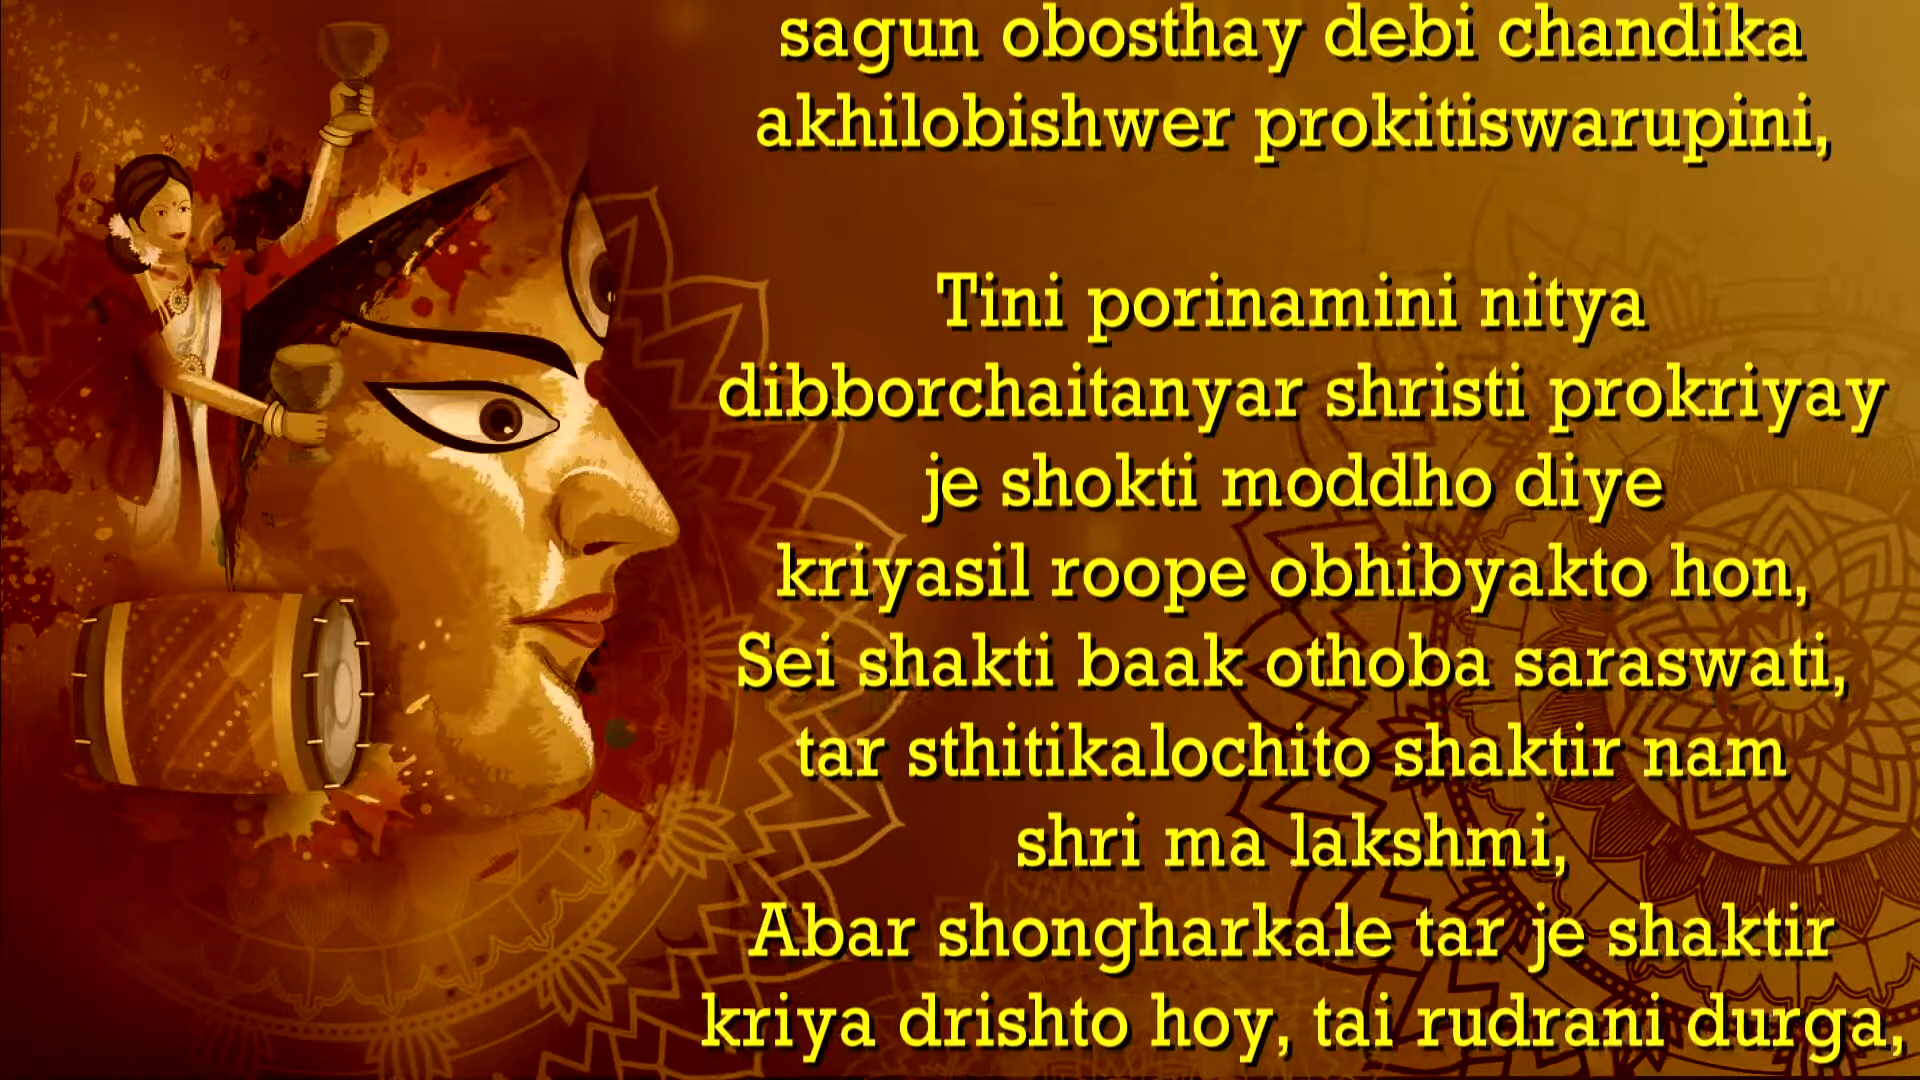 sagun obosthay debi chandika
akhilobishwer prokitiswarupini,
Tini porinamini nitya
dibborchaitanyar shristi prokriyay
je shokti moddho diye
kriyasil roope obhibyakto hon,
Sei shakti baak othoba saraswati,
tar sthitikalochito shaktir nam
shri ma lakshmi,
Abar shongharkale tar je shaktir
kriya drishto hoy, tai rudrani durga,